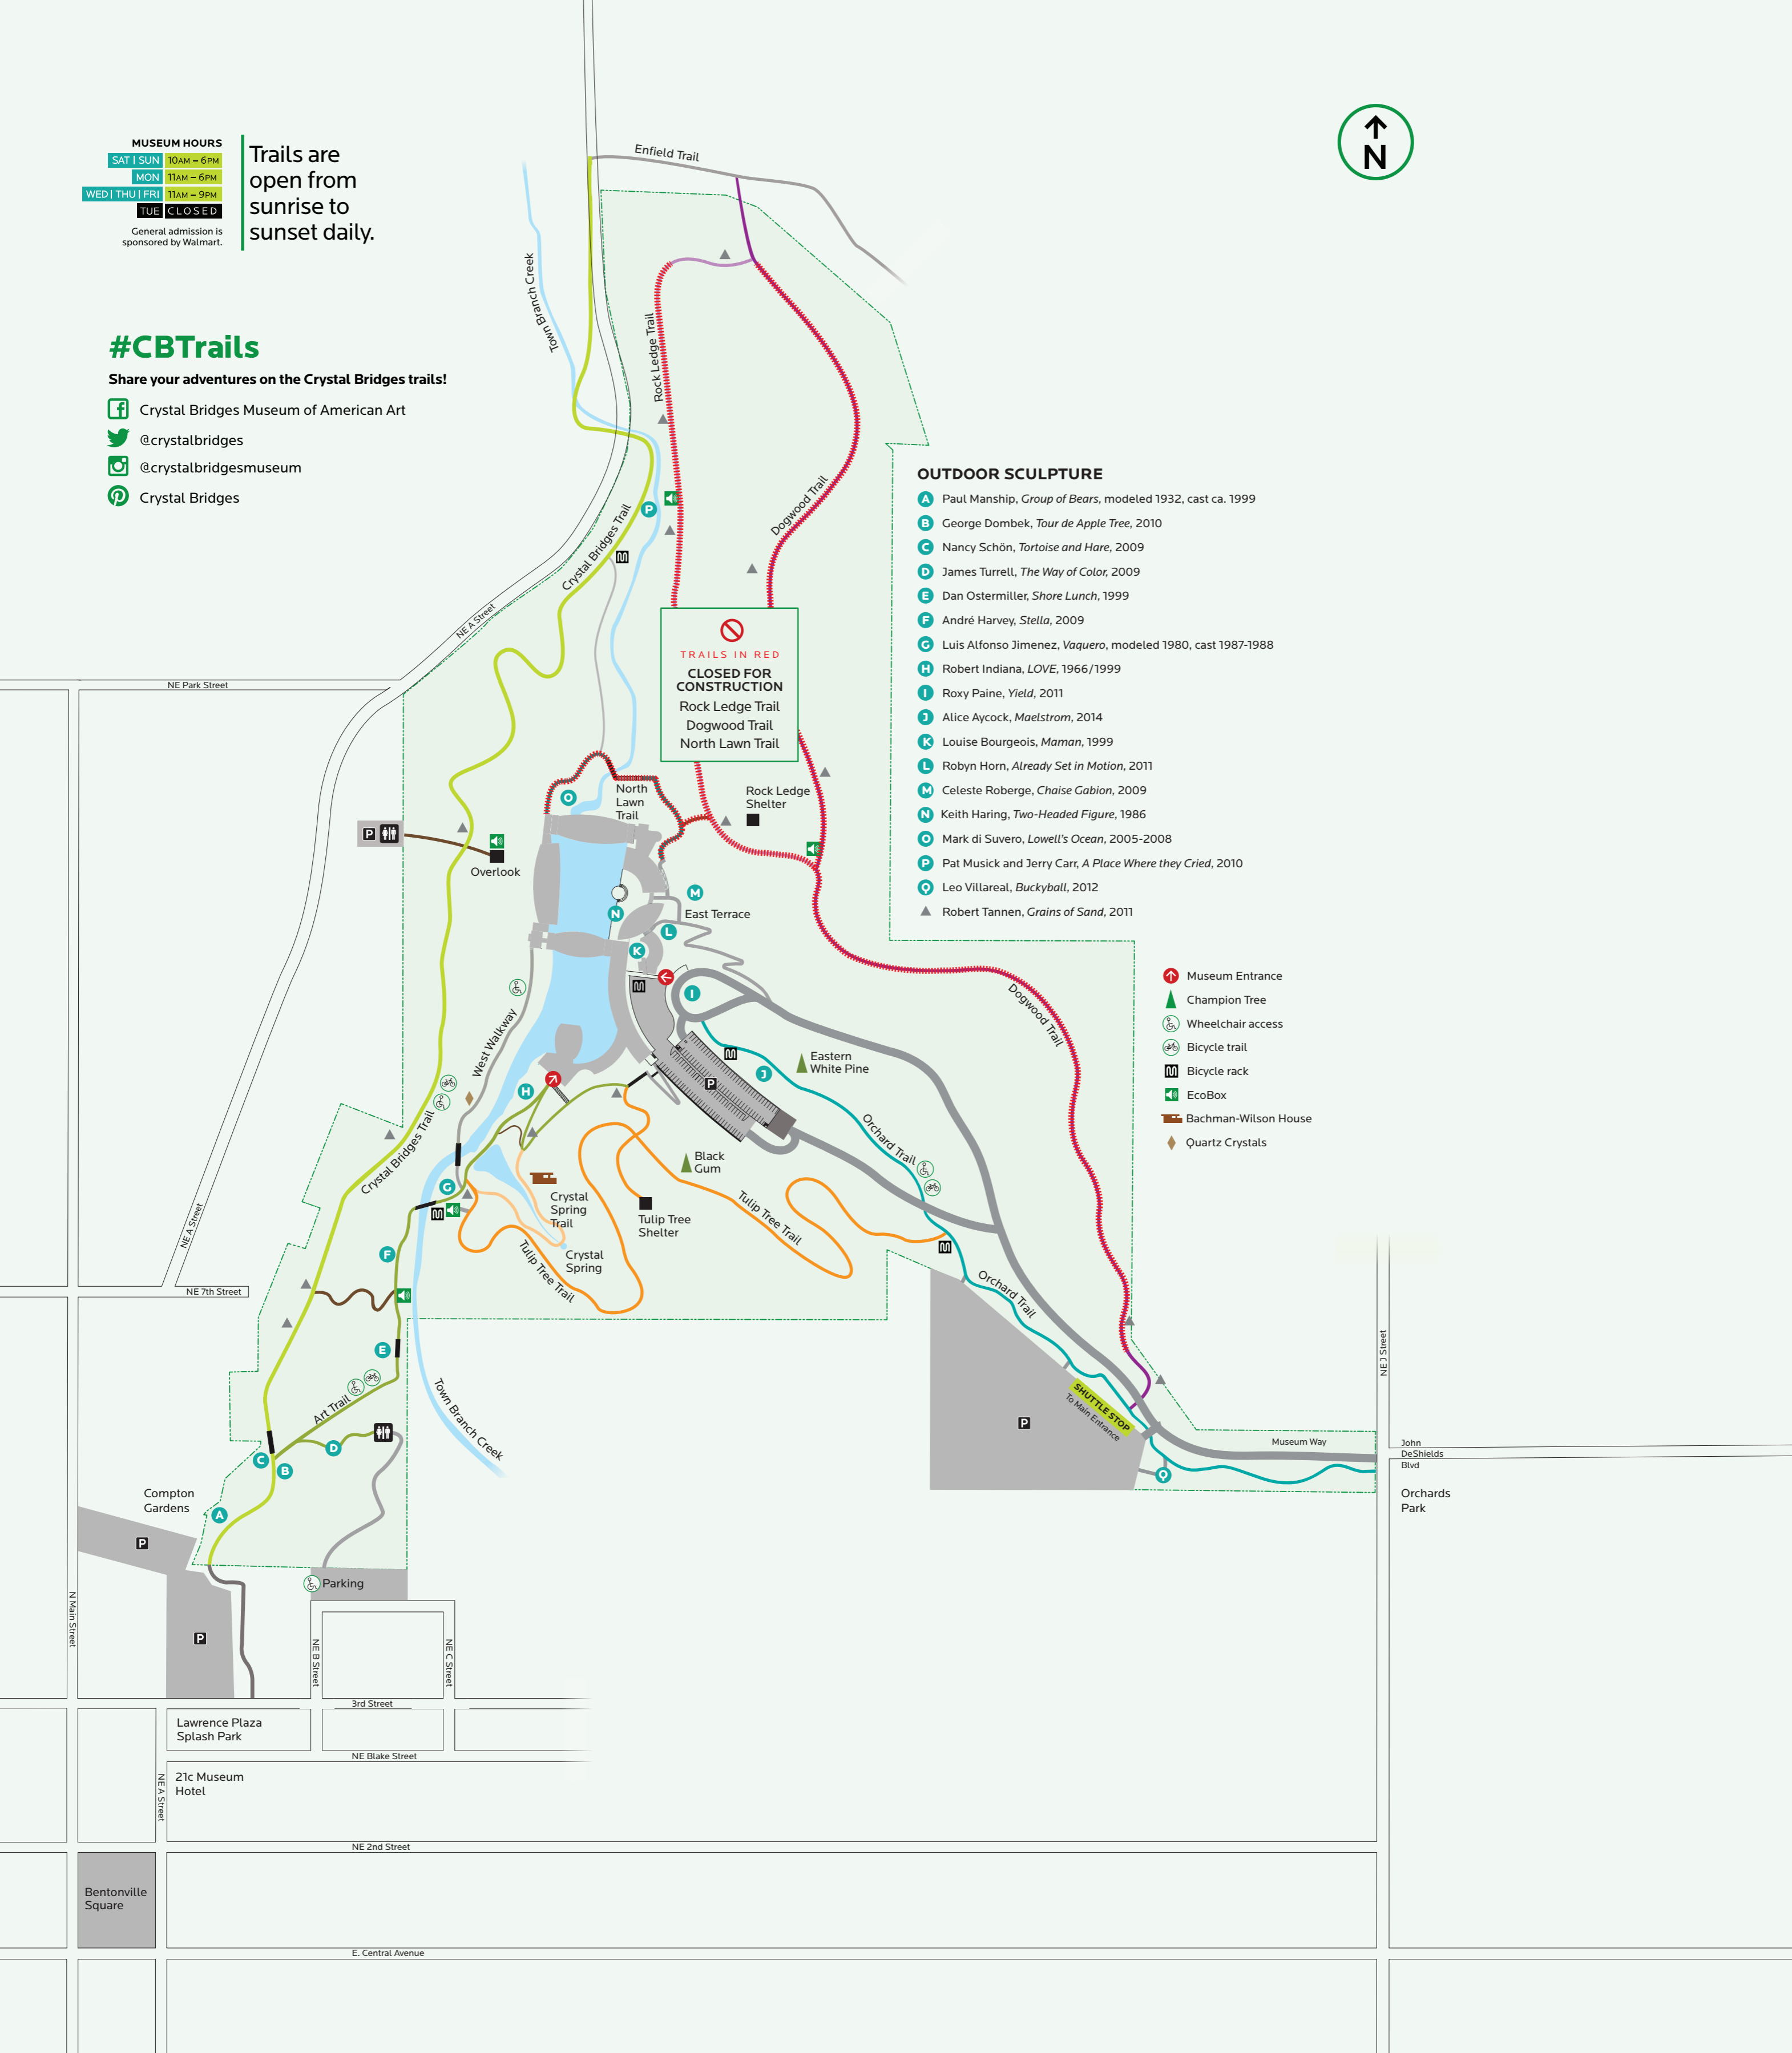 MUSEUM HOURS
SAT | SUN 10AM – 6PM
MON 11AM – 6PM
WED | THU | FRI 11AM – 9PM
TUE CLOSED
General admission is
sponsored by Walmart.
Trails are
open from
sunrise to
sunset daily.
N
#CBTrails
Share your adventures on the Crystal Bridges trails!
Crystal Bridges Museum of American Art
@crystalbridges
@crystalbridgesmuseum
Crystal Bridges
Enfield Trail
Town Branch Creek
Rock Ledge Trail
Dogwood Trail
P
Crystal Bridges Trail
NE A Street
NE Park Street
TRAILS IN RED
CLOSED FOR
CONSTRUCTION
Rock Ledge Trail
Dogwood Trail
North Lawn Trail
OUTDOOR SCULPTURE
A Paul Manship, Group of Bears, modeled 1932, cast ca. 1999
B George Dombek, Tour de Apple Tree, 2010
C Nancy Schön, Tortoise and Hare, 2009
D James Turrell, The Way of Color, 2009
E Dan Ostermiller, Shore Lunch, 1999
F André Harvey, Stella, 2009
G Luis Alfonso Jimenez, Vaquero, modeled 1980, cast 1987-1988
H Robert Indiana, LOVE, 1966/1999
I Roxy Paine, Yield, 2011
J Alice Aycock, Maelstrom, 2014
K Louise Bourgeois, Maman, 1999
L Robyn Horn, Already Set in Motion, 2011
M Celeste Roberge, Chaise Gabion, 2009
N Keith Haring, Two-Headed Figure, 1986
O Mark di Suvero, Lowell's Ocean, 2005-2008
P Pat Musick and Jerry Carr, A Place Where they Cried, 2010
Q Leo Villareal, Buckyball, 2012
Robert Tannen, Grains of Sand, 2011
Museum Entrance
Champion Tree
Wheelchair access
Bicycle trail
Bicycle rack
EcoBox
Bachman-Wilson House
Quartz Crystals
O
North
Lawn
Trail
Rock Ledge
Shelter
P
Overlook
M
N
East Terrace
L
K
I
Dogwood Trail
West Walkway
Eastern
White Pine
J
P
H
Crystal Bridges Trail
Orchard Trail
Black
Gum
G
Crystal
Spring
Trail
Tulip Tree
Shelter
Tulip Tree Trail
NE A Street
F
Crystal
Spring
Tulip Tree Trail
NE 7th Street
Orchard Trail
E
NE J Street
Art Trail
Town Branch Creek
SHUTTLE STOP
To Main Entrance
P
D
C
B
Museum Way
John
DeShields
Blvd
Q
Compton
Gardens
A
Orchards
Park
P
Parking
N Main Street
P
NE B Street
NE C Street
3rd Street
Lawrence Plaza
Splash Park
NE Blake Street
21c Museum
Hotel
NE A Street
NE 2nd Street
Bentonville
Square
E. Central Avenue